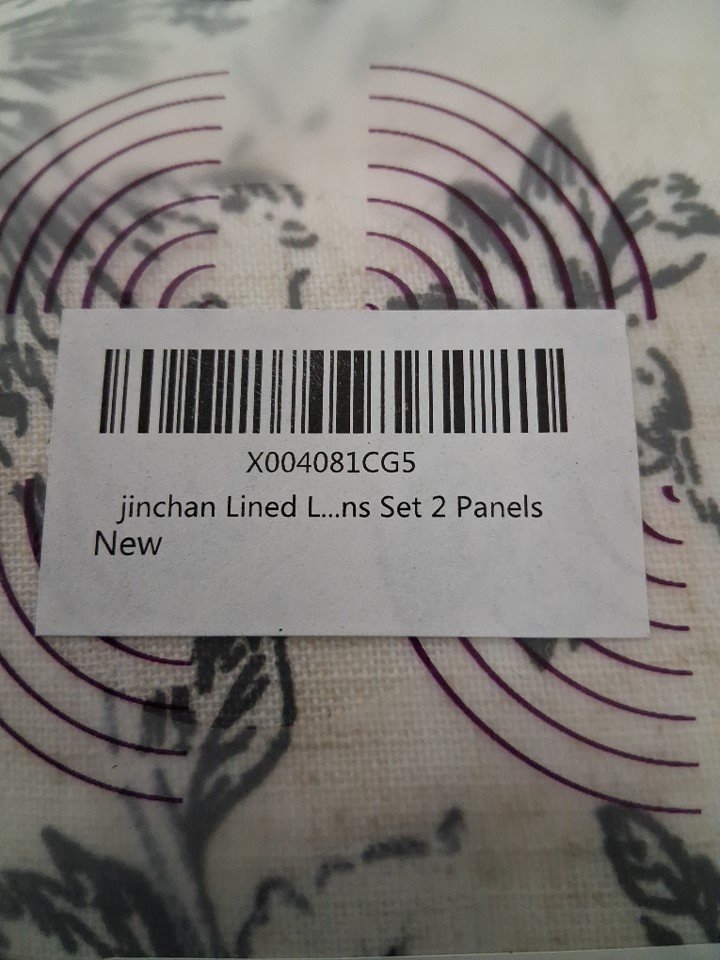 X004081CG5
jinchan Lined L...ns Set 2 Panels
New